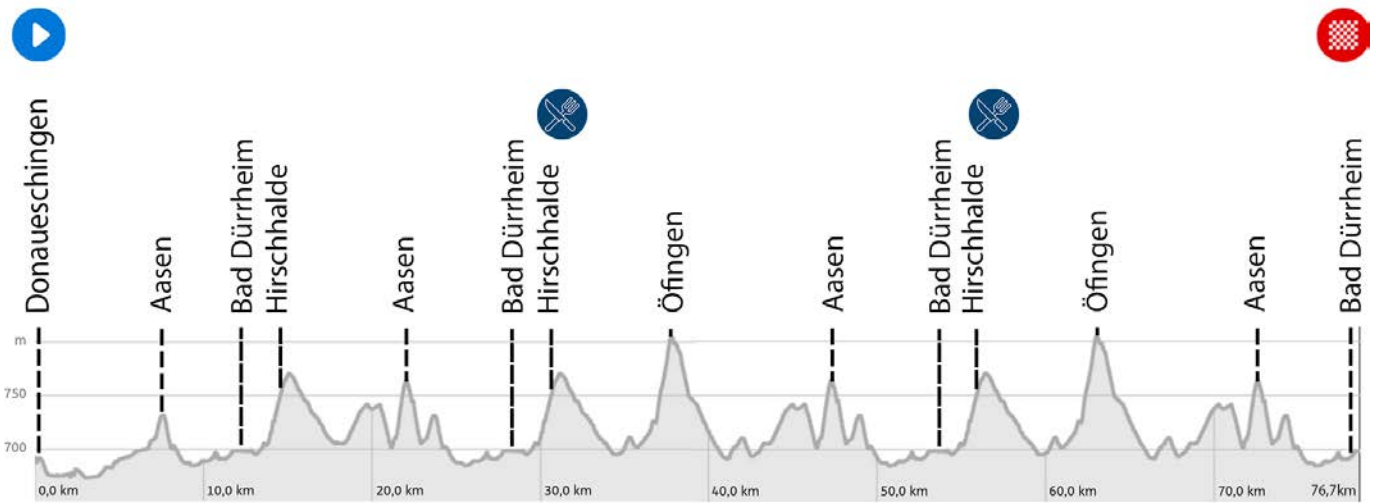 Donaueschingen
Aasen
Bad Dürrheim
Hirschhalde
Aasen
Bad Dürrheim
Hirschhalde
Öfingen
Aasen
Bad Dürrheim
Hirschhalde
Öfingen
Aasen
Bad Dürrheim
m
750
700
0,0 km
10,0 km
20,0 km
30,0 km
40,0 km
50,0 km
60,0 km
70,0 km
76,7km